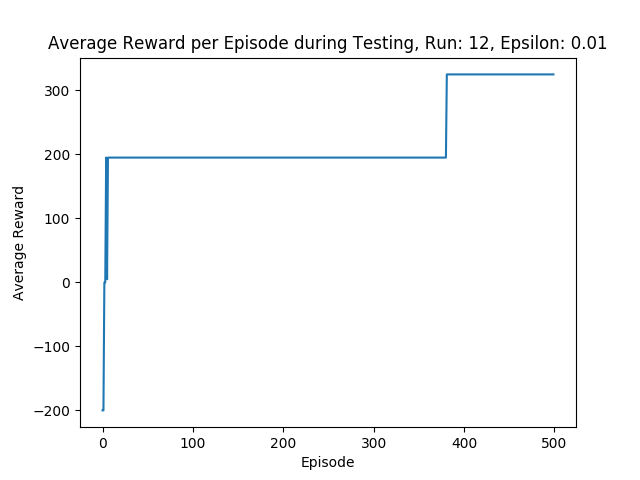 Average Reward per Episode during Testing, Run: 12, Epsilon: 0.01
300
200
100
0
−100
−200
Average Reward
0 100 200 300 400 500
Episode